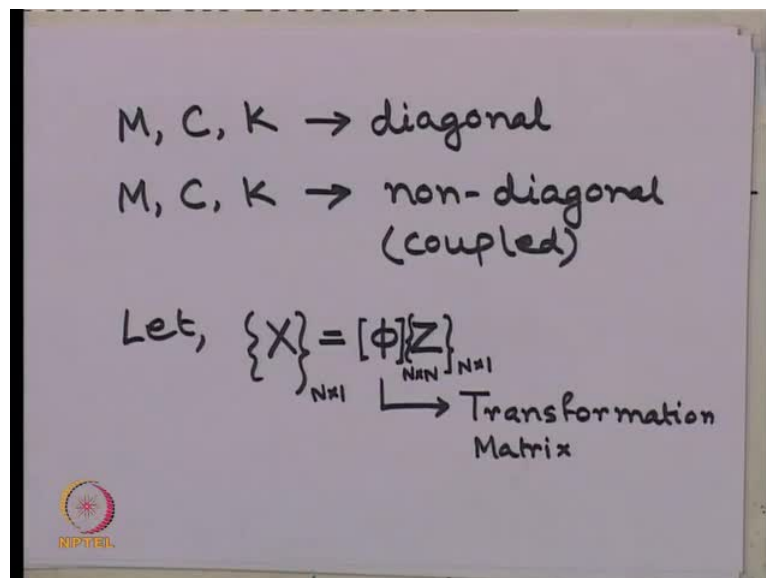 M, C, K → diagonal
M, C, K → non-diagonal
(coupled)
Let, {X}N×1 = [Φ]N×N{Z}N×1
Transformation
Matrix
NPTEL